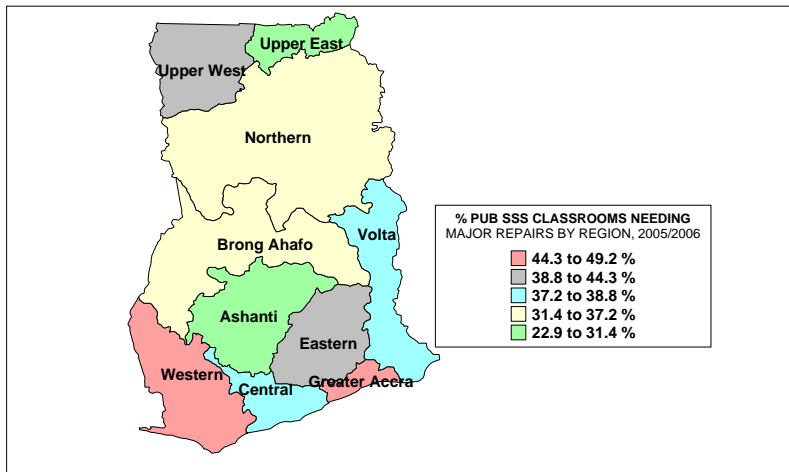 Upper East
Upper West
Northern
Volta
Brong Ahafo
Ashanti
Eastern
Western
Central
Greater Accra
% PUB SSS CLASSROOMS NEEDING
MAJOR REPAIRS BY REGION, 2005/2006
44.3 to 49.2 %
38.8 to 44.3 %
37.2 to 38.8 %
31.4 to 37.2 %
22.9 to 31.4 %